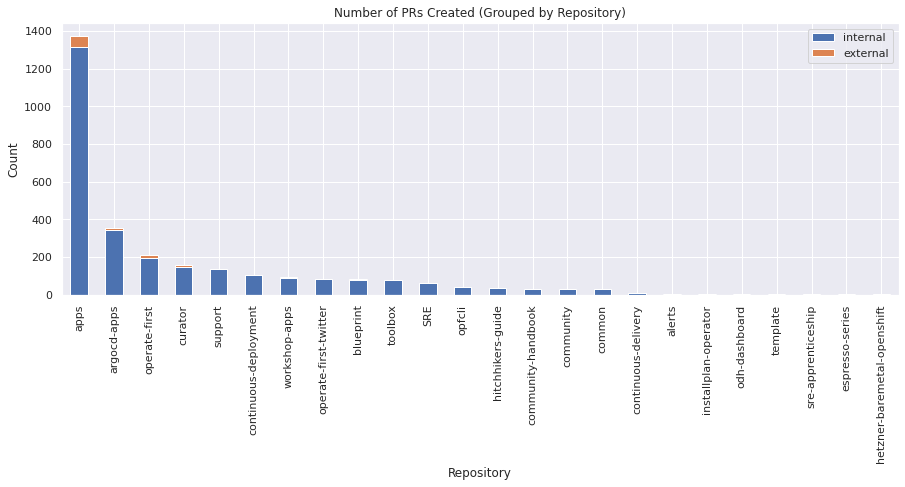 Number of PRs Created (Grouped by Repository)
internal
external
Count
1400
1200
1000
800
600
400
200
0
apps
argocd-apps
operate-first
curator
support
continuous-deployment
workshop-apps
operate-first-twitter
blueprint
toolbox
SRE
opfcli
hitchhikers-guide
community-handbook
community
common
continuous-delivery
alerts
installplan-operator
odh-dashboard
template
sre-apprenticeship
espresso-series
hetzner-baremetal-openshift
Repository